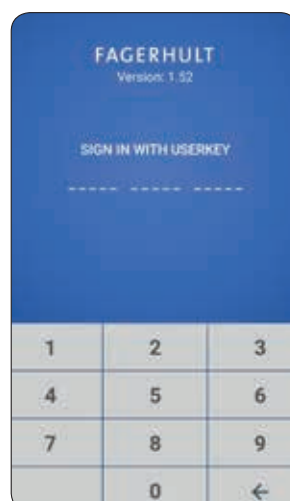 FAGERHULT
Version: 1.52
SIGN IN WITH USERKEY
----- ----- -----
1 2 3
4 5 6
7 8 9
0 ←